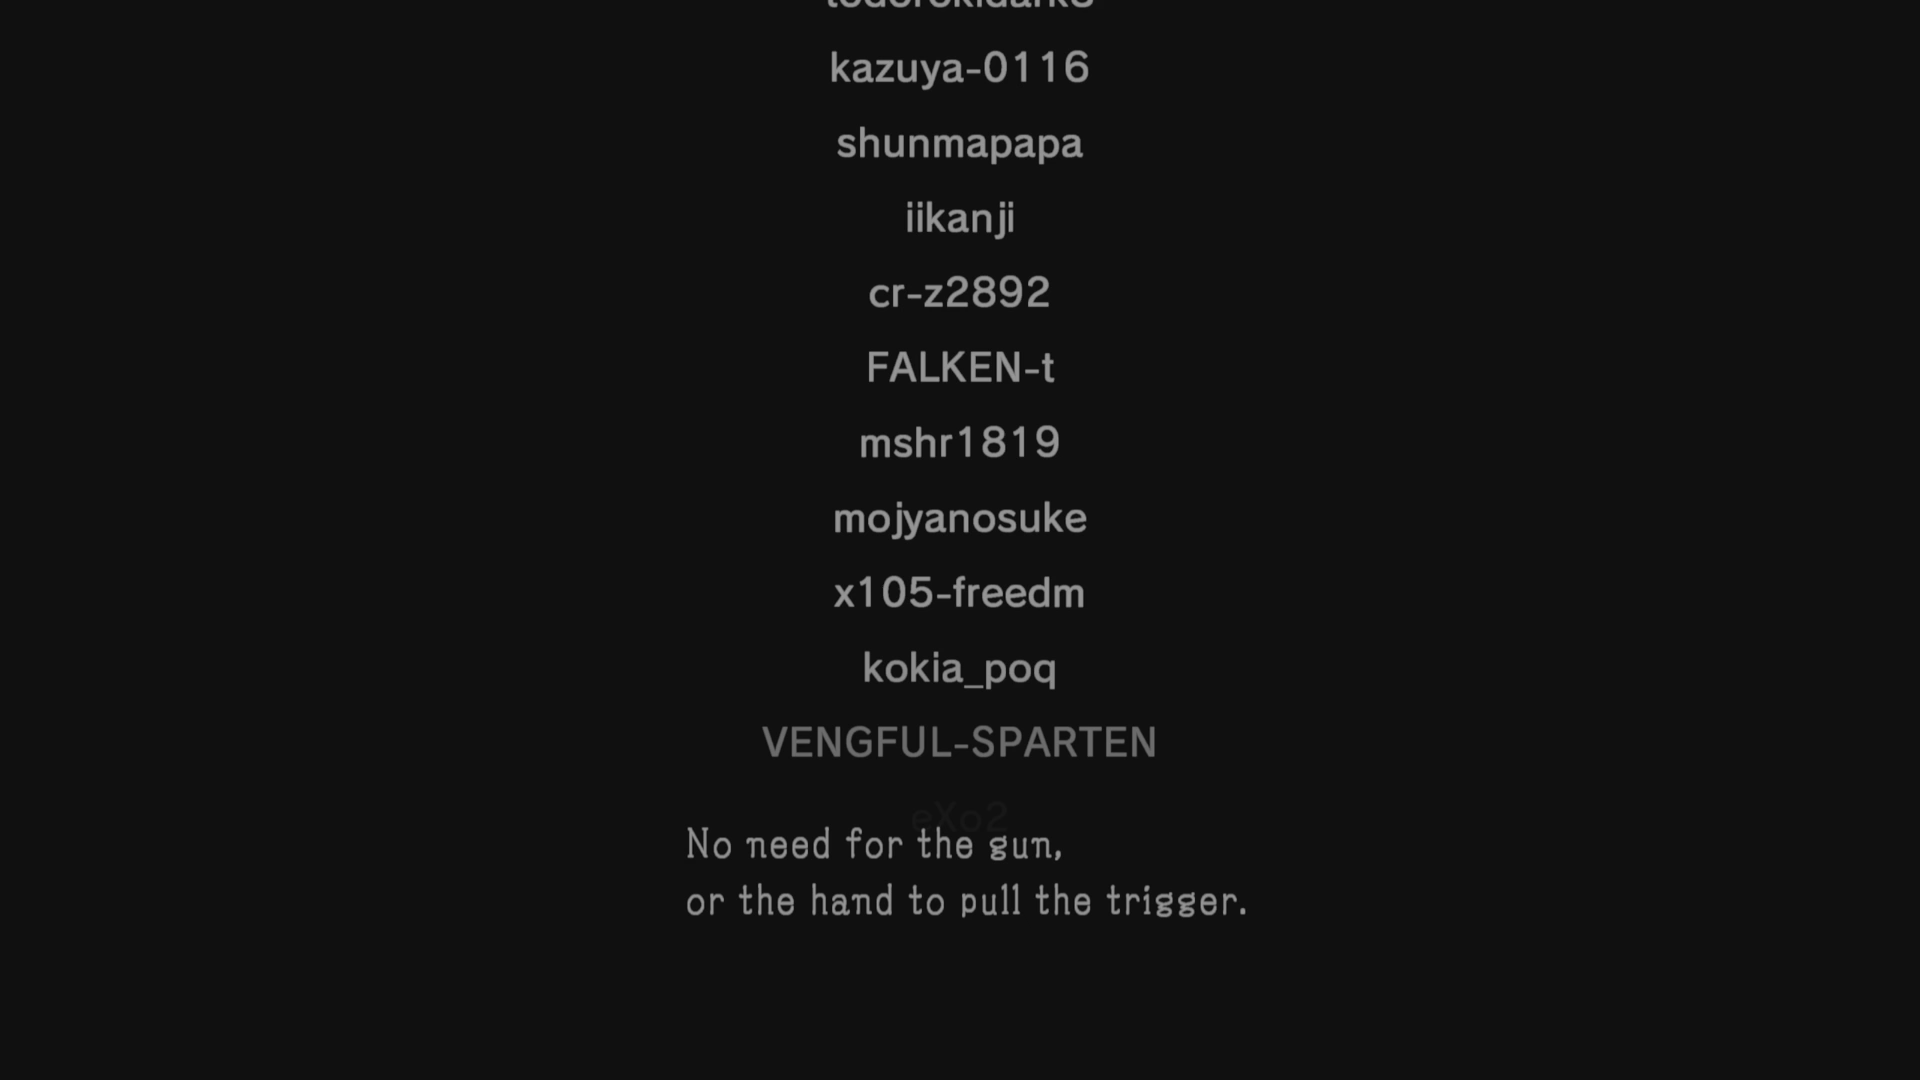 kazuya-0116
shunmapapa
iikanji
cr-z2892
FALKEN-t
mshr1819
mojyanosuke
x105-freedm
kokia_poq
VENGFUL-SPARTEN
eXo2
No need for the gun,
or the hand to pull the trigger.